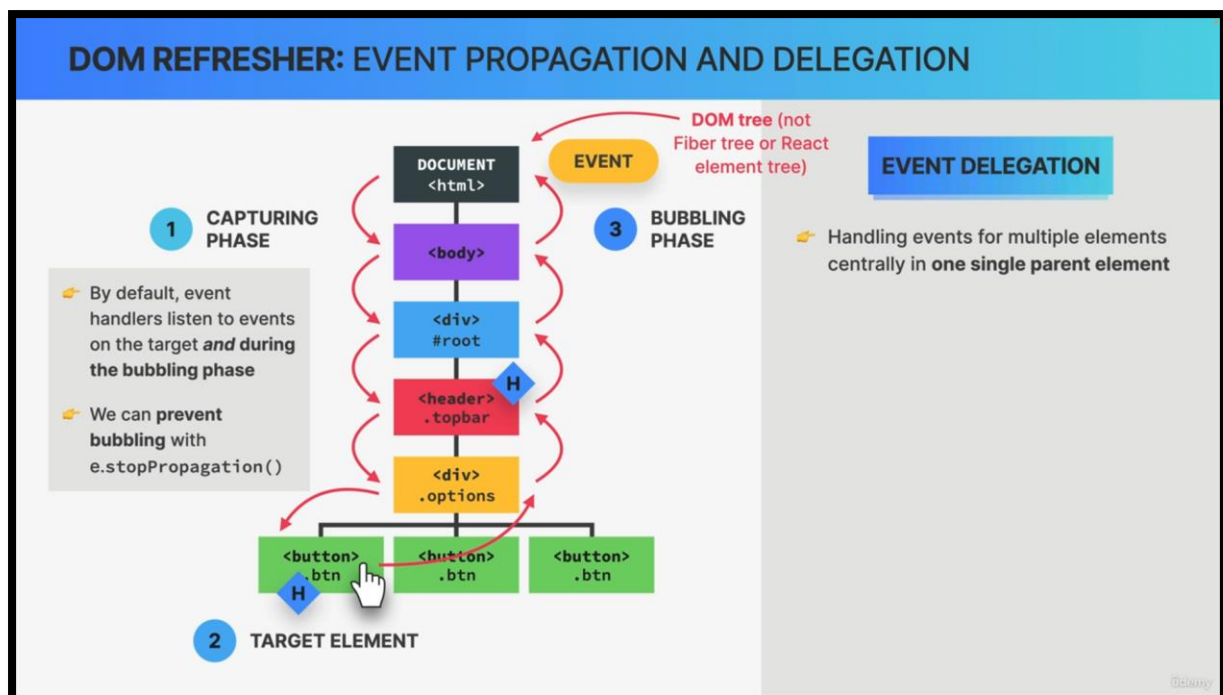 DOM REFRESHER: EVENT PROPAGATION AND DELEGATION
DOM tree (not
Fiber tree or React
element tree)
EVENT
DOCUMENT
<html>
1
CAPTURING
PHASE
3
BUBBLING
PHASE
<body>
👉 By default, event
handlers listen to events
on the target and during
the bubbling phase
👉 We can prevent
bubbling with
e.stopPropagation()
<div>
#root
H
<header>
.topbar
<div>
.options
<button>
.btn
H
<button>
.btn
<button>
.btn
2
TARGET ELEMENT
EVENT DELEGATION
👉 Handling events for multiple elements
centrally in one single parent element
ûdemy